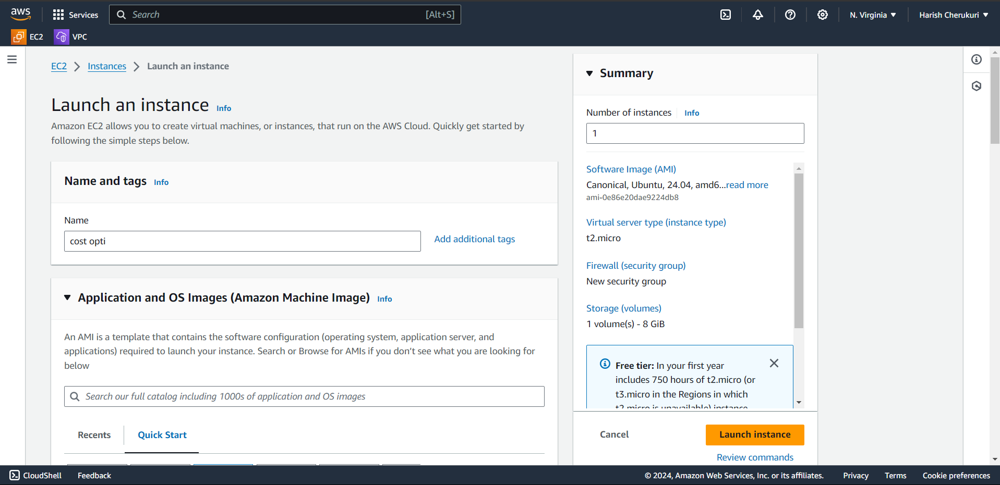 aws
Services
Search
[Alt+S]
N. Virginia
Harish Cherukuri
EC2
VPC
EC2
Instances
Launch an instance
Launch an instance
Info
Amazon EC2 allows you to create virtual machines, or instances, that run on the AWS Cloud. Quickly get started by
following the simple steps below.
Name and tags
Info
Name
cost opti
Add additional tags
Application and OS Images (Amazon Machine Image)
Info
An AMI is a template that contains the software configuration (operating system, application server, and
applications) required to launch your instance. Search or Browse for AMIs if you don’t see what you are looking for
below
Search our full catalog including 1000s of application and OS images
Recents
Quick Start
Summary
Number of instances
Info
1
Software Image (AMI)
Canonical, Ubuntu, 24.04, amd6...read more
ami-0e86e20dae9224db8
Virtual server type (instance type)
t2.micro
Firewall (security group)
New security group
Storage (volumes)
1 volume(s) - 8 GiB
Free tier: In your first year
includes 750 hours of t2.micro (or
t3.micro in the Regions in which
t2.micro is unavailable) instance
Cancel
Launch instance
Review commands
CloudShell
Feedback
© 2024, Amazon Web Services, Inc. or its affiliates.
Privacy
Terms
Cookie preferences